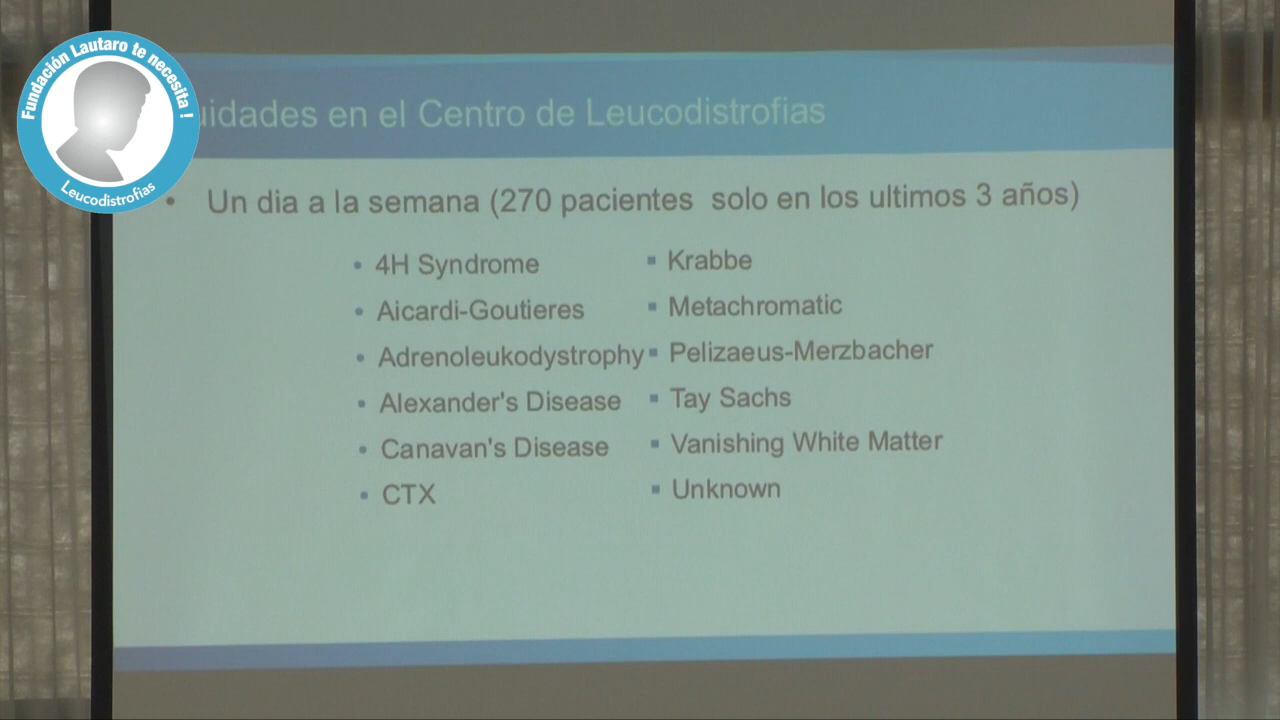 Fundación Lautaro te necesita !
Leucodistrofias
en el Centro de Leucodistrofias
• Un dia a la semana (270 pacientes solo en los ultimos 3 años)
• 4H Syndrome
• Aicardi-Goutieres
• Adrenoleukodystrophy
• Alexander's Disease
• Canavan's Disease
• CTX
▪ Krabbe
▪ Metachromatic
▪ Pelizaeus-Merzbacher
▪ Tay Sachs
▪ Vanishing White Matter
▪ Unknown